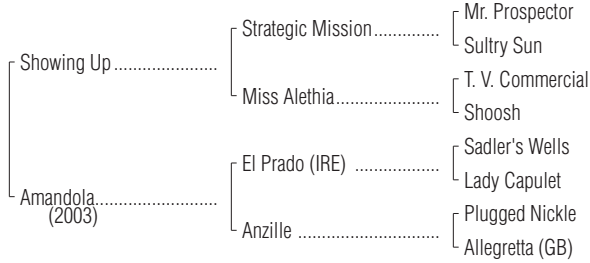 Mr. Prospector
Strategic Mission..............
Sultry Sun
Showing Up ......................
T. V. Commercial
Miss Alethia......................
Shoosh
Sadler's Wells
El Prado (IRE) ..................
Lady Capulet
Amandola..........................
(2003)
Plugged Nickle
Anzille ..............................
Allegretta (GB)